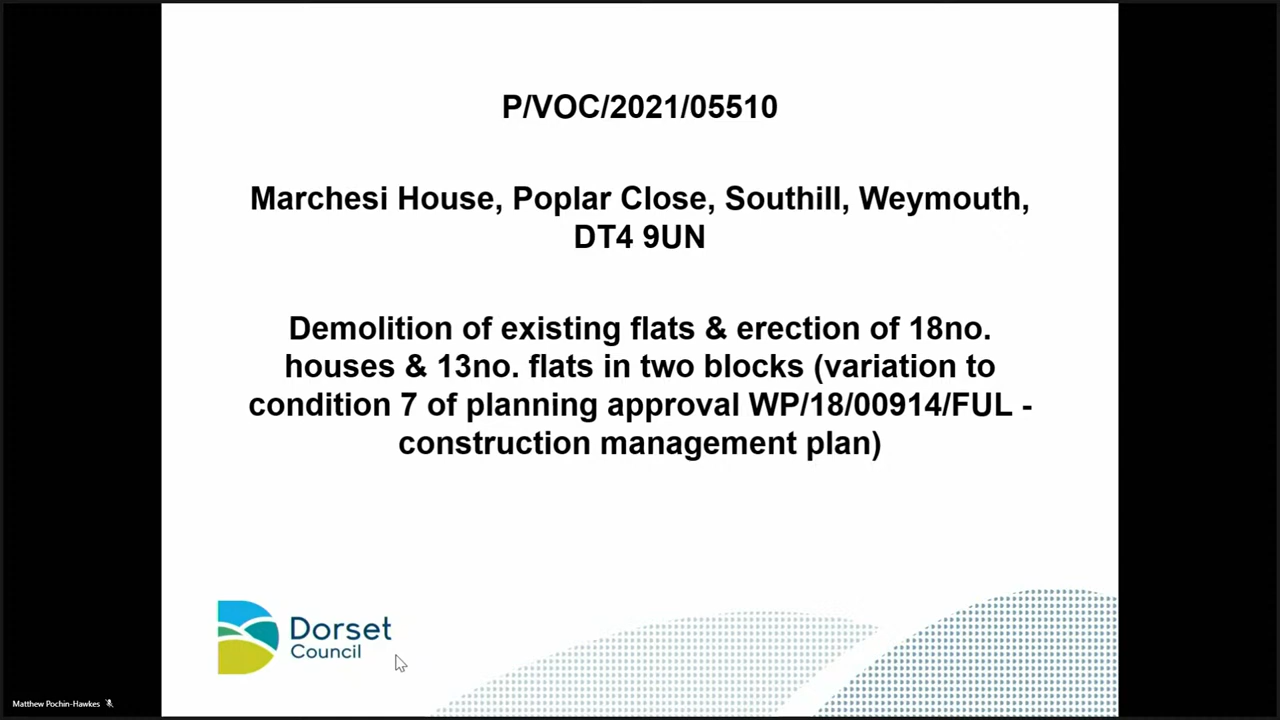 P/VOC/2021/05510
Marchesi House, Poplar Close, Southill, Weymouth,
DT4 9UN
Demolition of existing flats & erection of 18no.
houses & 13no. flats in two blocks (variation to
condition 7 of planning approval WP/18/00914/FUL -
construction management plan)
Dorset
Council
Matthew Pochin-Hawkes